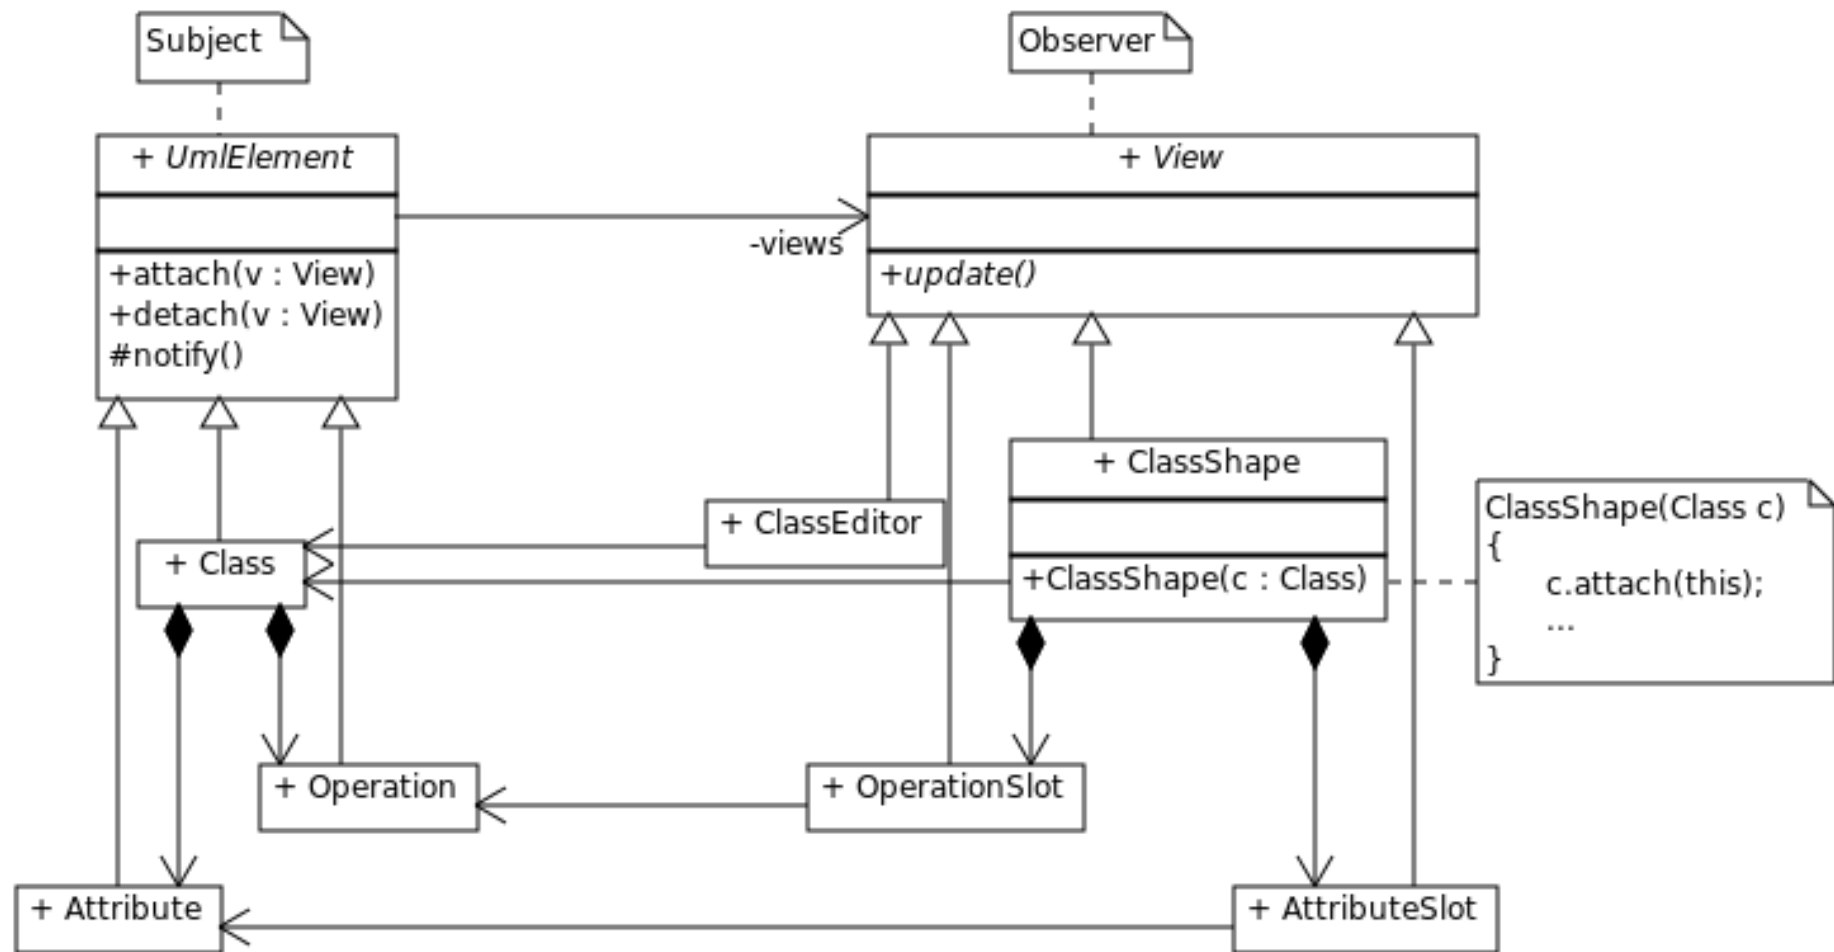 Subject
Observer
+ UmlElement
+ View
-views
+attach(v : View)
+detach(v : View)
#notify()
+update()
+ ClassShape
+ClassShape(c : Class)
ClassShape(Class c)
{
c.attach(this);
...
}
+ ClassEditor
+ Class
+ Operation
+ OperationSlot
+ Attribute
+ AttributeSlot